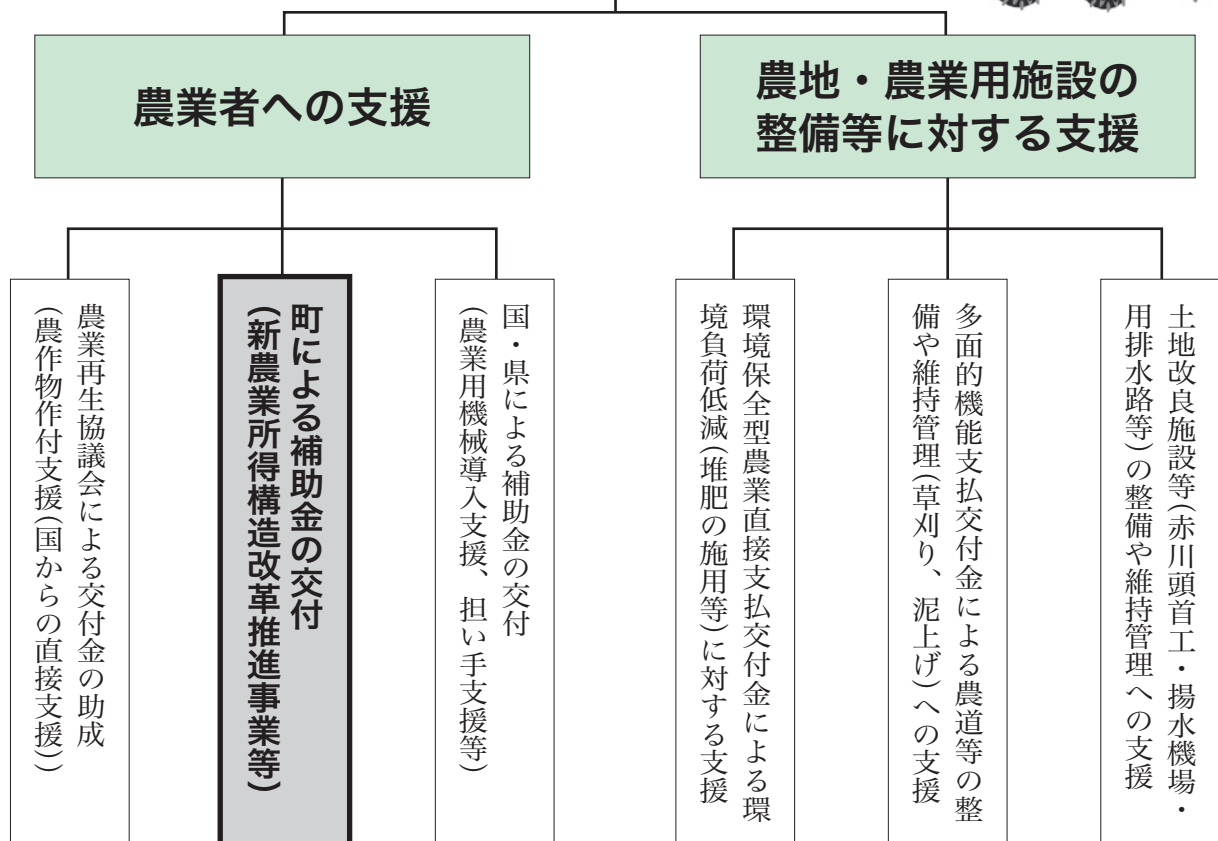 農業者への支援
農地・農業用施設の
整備等に対する支援
土地改良施設等(赤川頭首工・揚水機場・
用排水路等)の整備や維持管理への支援
多面的機能支払交付金による農道等の整
備や維持管理(草刈り、泥上げ)への支援
環境保全型農業直接支払交付金による環
境負荷低減(堆肥の施用等)に対する支援
国・県による補助金の交付
(農業用機械導入支援、担い手支援等)
町による補助金の交付
(新農業所得構造改革推進事業等)
農業再生協議会による交付金の助成
(農作物作付支援(国からの直接支援))